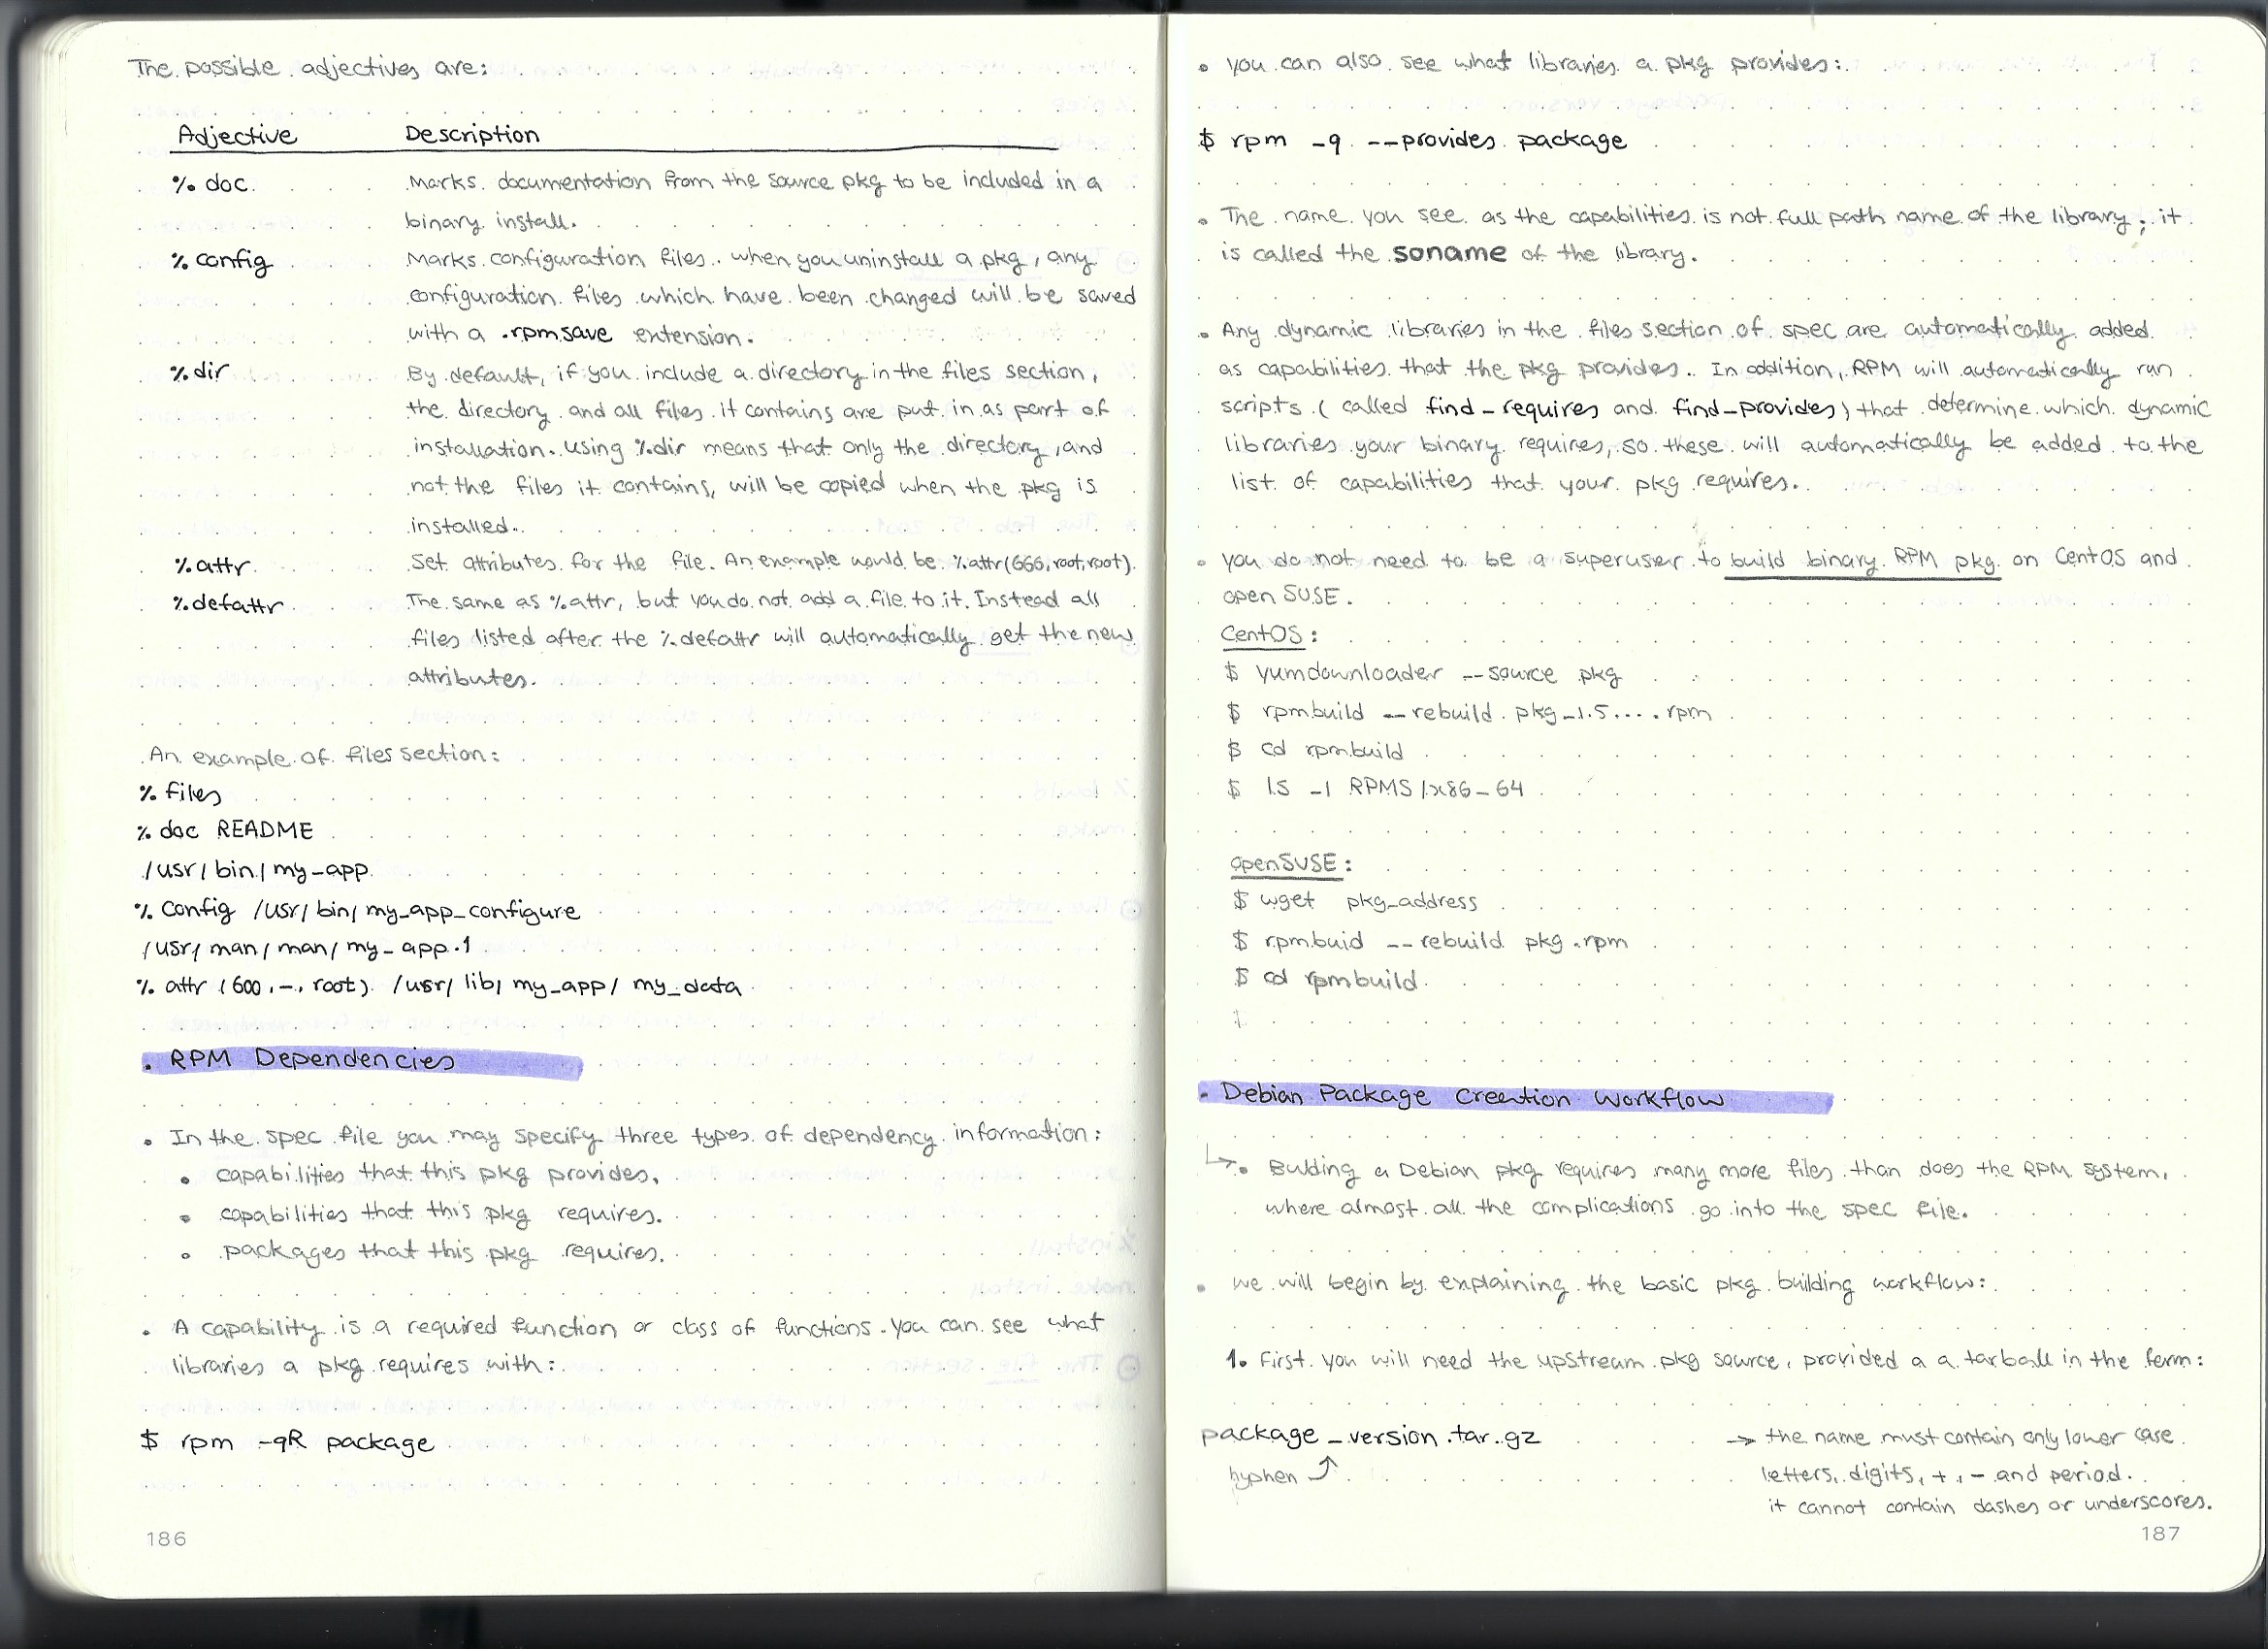 The possible adjectives are:
Adjective Description
% doc Marks documentation from the source pkg to be included in a
binary install.
% config Marks configuration files. when you uninstall a pkg, any
configuration files which have been changed will be saved
with a .rpmsave extension.
% dir By default, if you include a directory in the files section,
the directory and all files it contains are put in as part of
installation. Using %dir means that only the directory, and
not the files it contains, will be copied when the pkg is
installed.
% attr Set attributes for the file. An example would be %attr(666,root,root).
% defattr The same as %attr, but you do not add a file to it. Instead all
files listed after the %defattr will automatically get the new
attributes.
An example of files section:
% files
% doc README
/usr/bin/my_app
% config /usr/bin/my_app_configure
/usr/man/man/my_app.1
% attr (600,-,root) /usr/lib/my_app/my_data
• RPM Dependencies
• In the spec file you may specify three types of dependency information:
• capabilities that this pkg provides.
• capabilities that this pkg requires.
• packages that this pkg requires.
• A capability is a required function or class of functions. you can see what
libraries a pkg requires with:
$ rpm -qR package
186
• you can also see what libraries a pkg provides:
$ rpm -q --provides package
• The name you see as the capabilities is not full path name of the library; it
is called the soname of the library.
• Any dynamic libraries in the files section of spec are automatically added
as capabilities that the pkg provides. In addition, RPM will automatically run
scripts (called find-requires and find-provides) that determine which dynamic
libraries your binary requires, so these will automatically be added to the
list of capabilities that your pkg requires.
• you do not need to be a superuser to build binary RPM pkg on CentOS and
open SUSE.
CentOS:
$ yumdownloader --source pkg
$ rpmbuild --rebuild pkg-1.5....rpm
$ cd rpmbuild
$ ls -l RPMS/x86-64
openSUSE:
$ wget pkg_address
$ rpmbuid --rebuild pkg.rpm
$ cd rpmbuild
• Debian Package Creation Workflow
• Bulding a Debian pkg requires many more files than does the RPM system,
where almost all the complications go into the spec file.
• we will begin by explaining the basic pkg building workflow:
1. First you will need the upstream pkg source, provided a a tarball in the form:
package_version.tar.gz → the name must contain only lower case
hyphen letters, digits, +, - and period.
it cannot contain dashes or underscores.
187